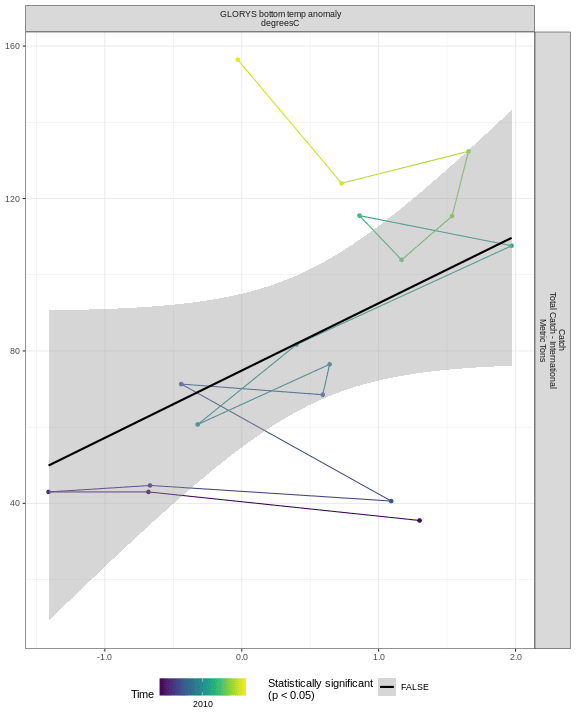 GLORYS bottom temp anomaly
degreesC
160
120
80
40
-1.0
0.0
1.0
2.0
Catch
Total Catch - International
Metric Tons
Time
2010
Statistically significant
(p < 0.05)
FALSE